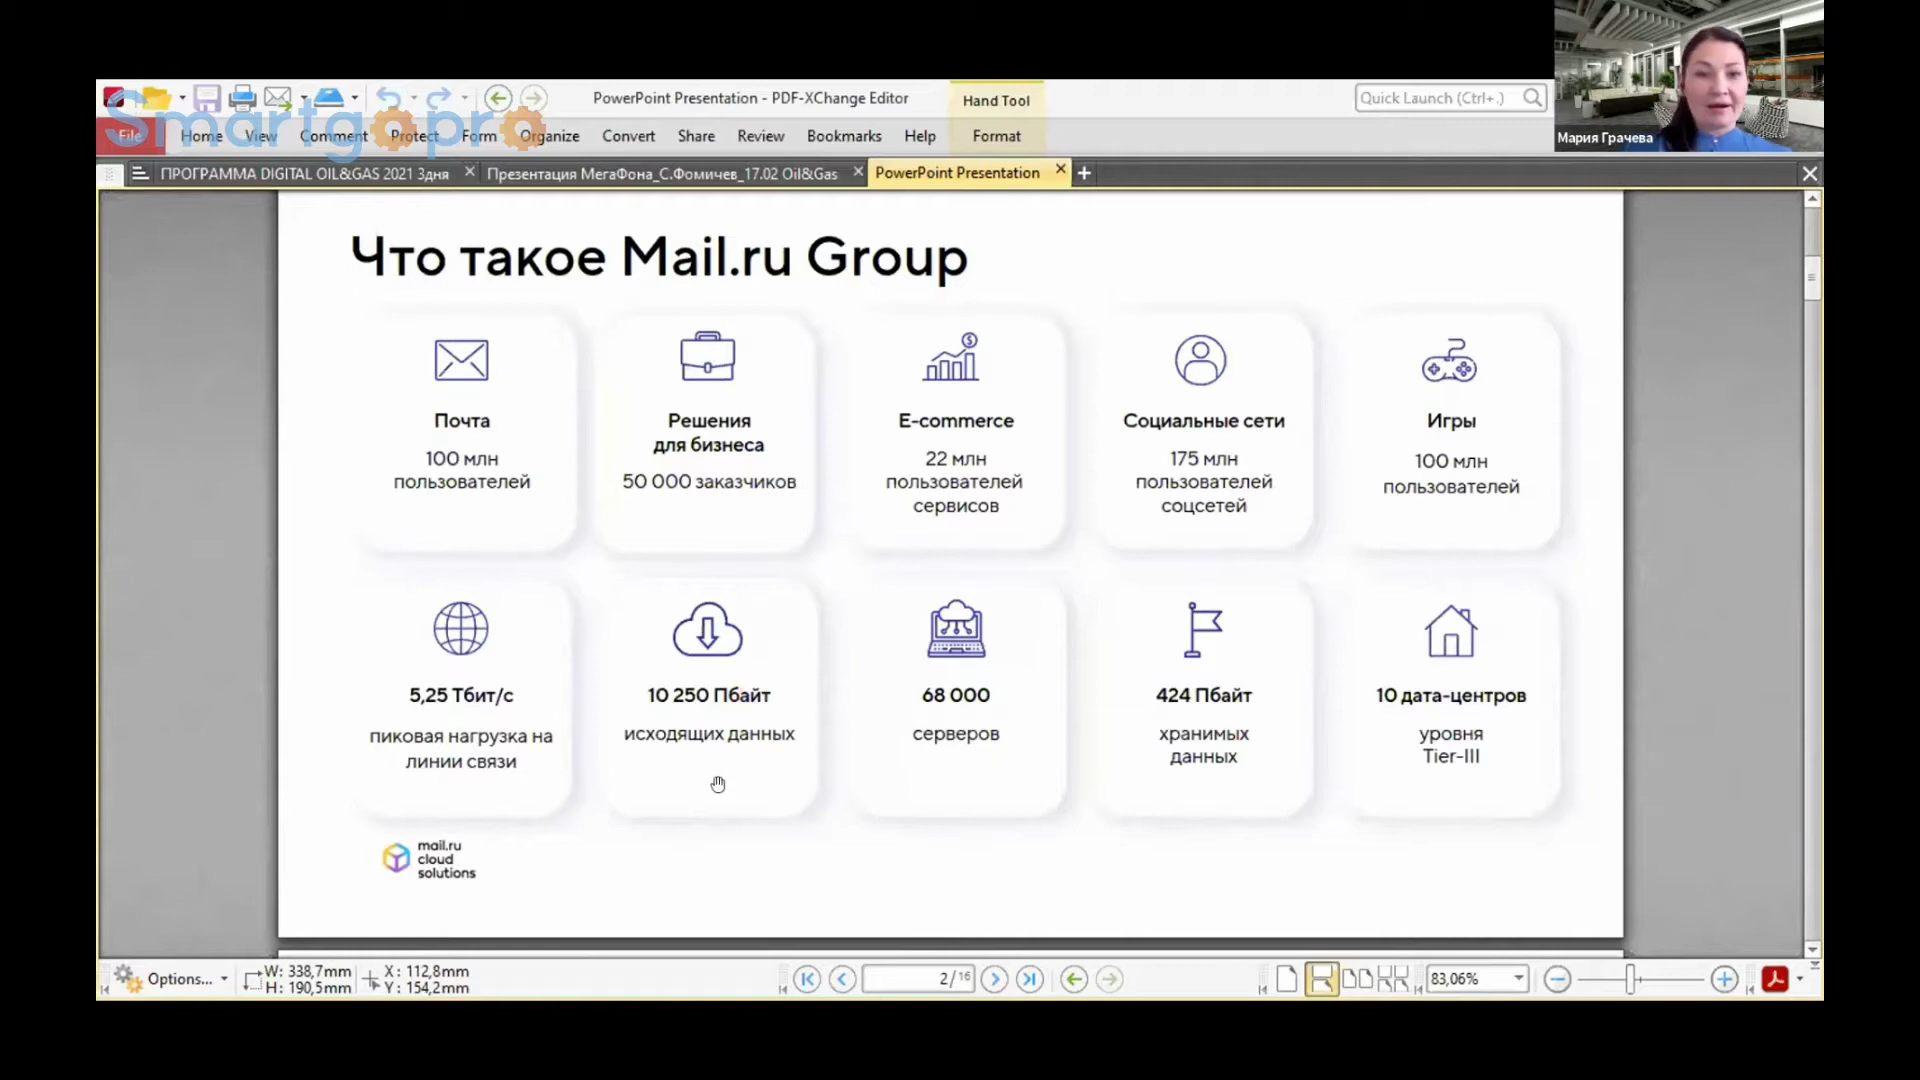 PowerPoint Presentation - PDF-XChange Editor
Hand Tool
Quick Launch (Ctrl+.)
Smartgopro
File Home View Comment Protect Form Organize Convert Share Review Bookmarks Help Format
Мария Грачева
ПРОГРАММА DIGITAL OIL&GAS 2021 3дня
Презентация МегаФона_С.Фомичев_17.02 Oil&Gas
PowerPoint Presentation
Что такое Mail.ru Group
Почта
100 млн
пользователей
Решения
для бизнеса
50 000 заказчиков
E-commerce
22 млн
пользователей
сервисов
Социальные сети
175 млн
пользователей
соцсетей
Игры
100 млн
пользователей
5,25 Тбит/с
пиковая нагрузка на
линии связи
10 250 Пбайт
исходящих данных
68 000
серверов
424 Пбайт
хранимых
данных
10 дата-центров
уровня
Tier-III
mail.ru
cloud
solutions
Options...
W: 338,7mm
H: 190,5mm
X: 112,8mm
Y: 154,2mm
2/16
83,06%